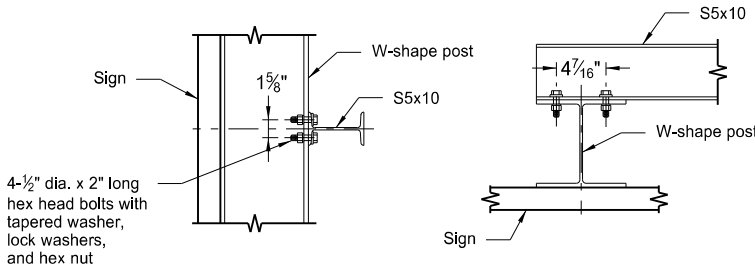 Sign
1⅝"
W-shape post
S5x10
4-½" dia. x 2" long
hex head bolts with
tapered washer,
lock washers,
and hex nut
S5x10
4⁷⁄₁₆"
W-shape post
Sign